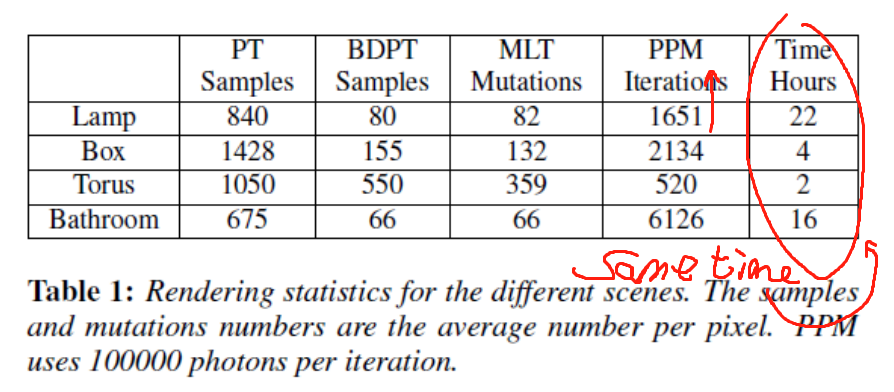 PT BDPT MLT PPM Time
Samples Samples Mutations Iterations Hours
Lamp 840 80 82 1651 22
Box 1428 155 132 2134 4
Torus 1050 550 359 520 2
Bathroom 675 66 66 6126 16
Same time
Table 1: Rendering statistics for the different scenes. The samples
and mutations numbers are the average number per pixel. PPM
uses 100000 photons per iteration.